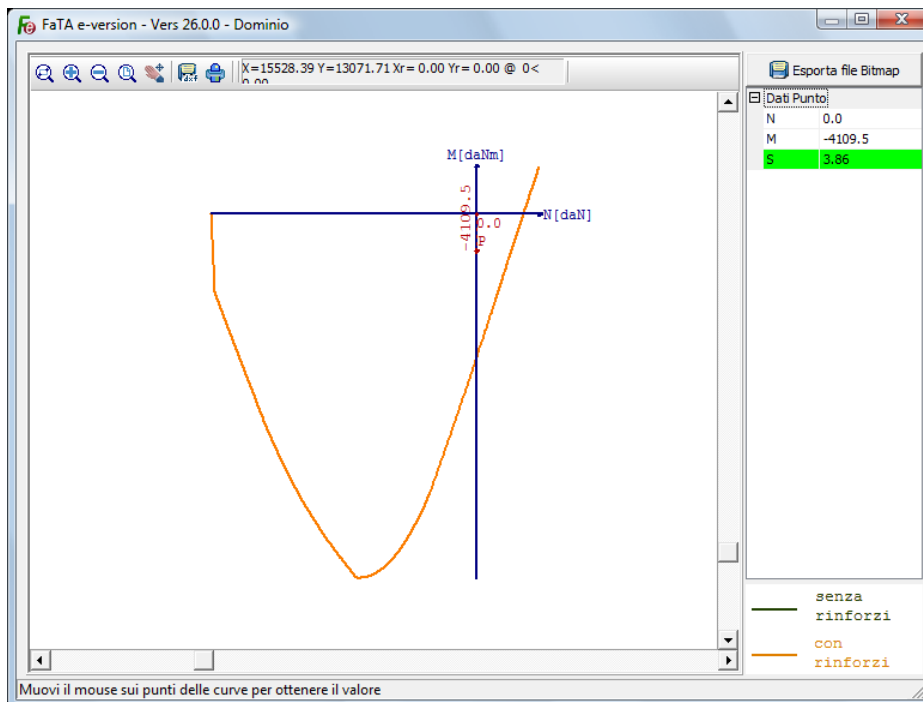 FaTA e-version - Vers 26.0.0 - Dominio
X=15528.39 Y=13071.71 Xr= 0.00 Yr= 0.00 @ 0<
Esporta file Bitmap
Dati Punto
N 0.0
M -4109.5
S 3.86
M[daNm]
-4109.5
N[daN]
0.0
P
senza
rinforzi
con
rinforzi
Muovi il mouse sui punti delle curve per ottenere il valore